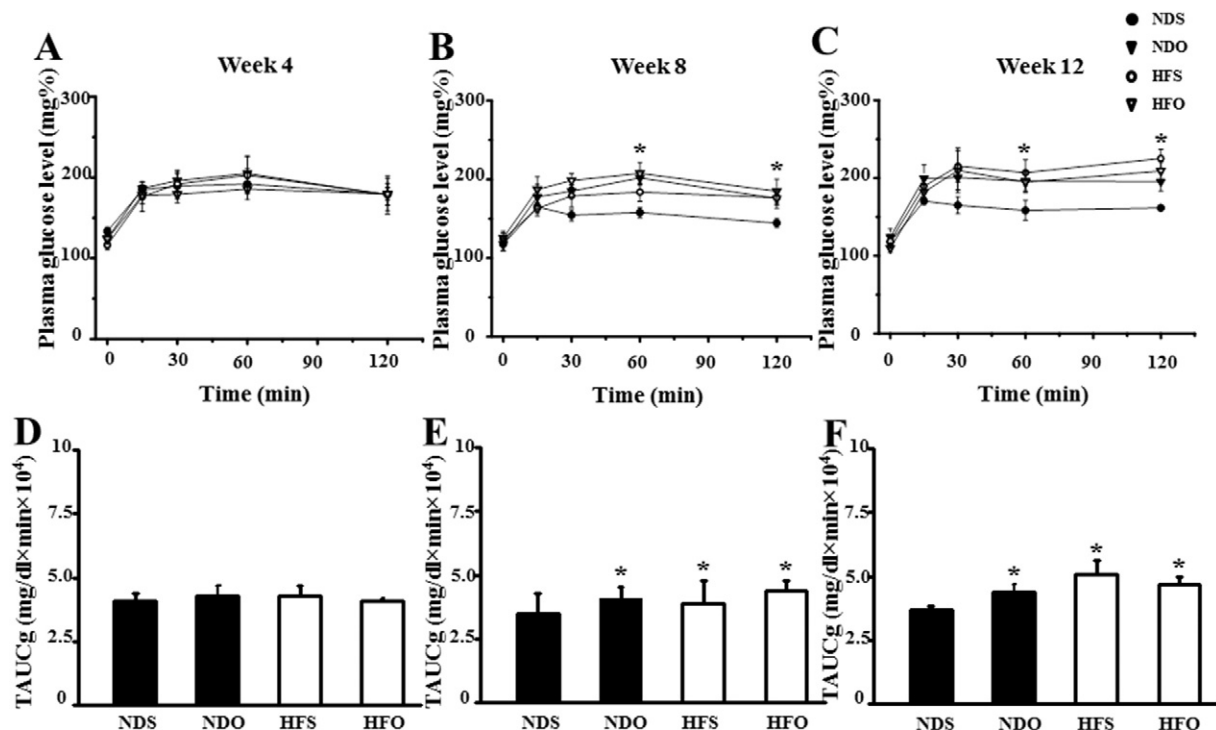 A
Week 4
Plasma glucose level (mg%)
300
200
100
0
0 30 60 90 120
Time (min)
B
Week 8
Plasma glucose level (mg%)
300
200
100
0
*
*
0 30 60 90 120
Time (min)
C
Week 12
Plasma glucose level (mg%)
300
200
100
0
*
*
0 30 60 90 120
Time (min)
NDS
NDO
HFS
HFO
D
TAUCg (mg/dl×min×10⁴)
10
7.5
5.0
2.5
0
NDS NDO HFS HFO
E
TAUCg (mg/dl×min×10⁴)
10
7.5
5.0
2.5
0
* * *
NDS NDO HFS HFO
F
TAUCg (mg/dl×min×10⁴)
10
7.5
5.0
2.5
0
* * *
NDS NDO HFS HFO